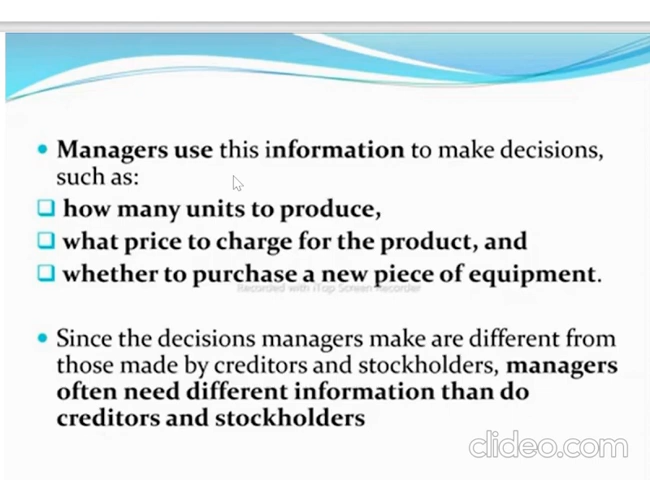 Managers use this information to make decisions,
such as:
how many units to produce,
what price to charge for the product, and
whether to purchase a new piece of equipment.
Recorded with iTop Screen Recorder
Since the decisions managers make are different from
those made by creditors and stockholders, managers
often need different information than do
creditors and stockholders
clideo.com